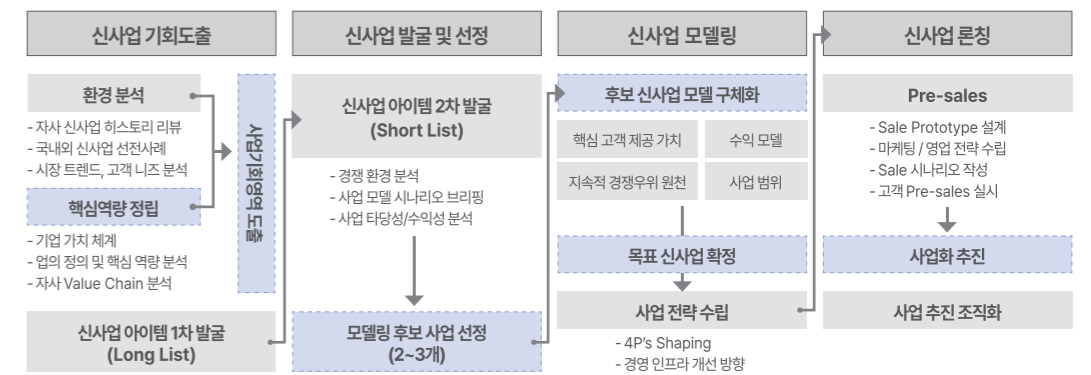 신사업 기회도출
환경 분석
- 자사 신사업 히스토리 리뷰
- 국내외 신사업 선전사례
- 시장 트렌드, 고객 니즈 분석
핵심역량 정립
- 기업 가치 체계
- 업의 정의 및 핵심 역량 분석
- 자사 Value Chain 분석
사업기회영역 도출
신사업 아이템 1차 발굴
(Long List)
신사업 발굴 및 선정
신사업 아이템 2차 발굴
(Short List)
- 경쟁 환경 분석
- 사업 모델 시나리오 브리핑
- 사업 타당성/수익성 분석
모델링 후보 사업 선정
(2~3개)
신사업 모델링
후보 신사업 모델 구체화
핵심 고객 제공 가치
수익 모델
지속적 경쟁우위 원천
사업 범위
목표 신사업 확정
사업 전략 수립
- 4P's Shaping
- 경영 인프라 개선 방향
신사업 론칭
Pre-sales
- Sale Prototype 설계
- 마케팅 / 영업 전략 수립
- Sale 시나리오 작성
- 고객 Pre-sales 실시
사업화 추진
사업 추진 조직화